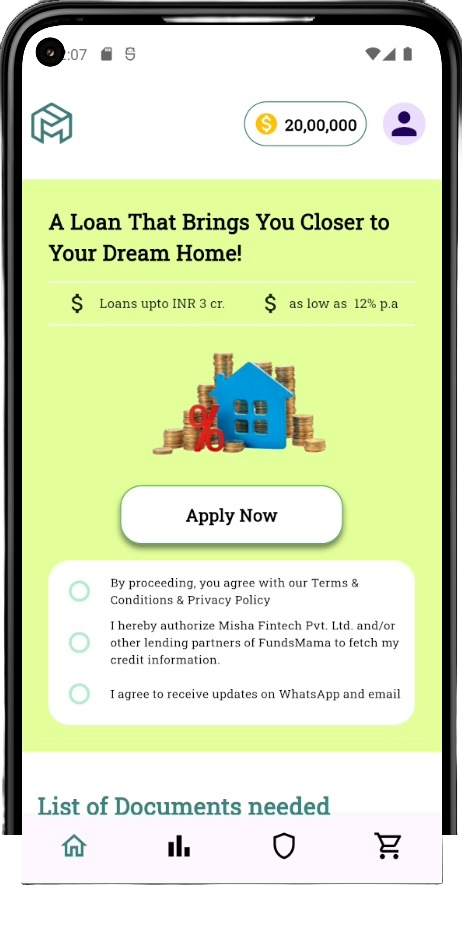 :07
20,00,000
A Loan That Brings You Closer to
Your Dream Home!
$ Loans upto INR 3 cr. $ as low as 12% p.a
%
Apply Now
By proceeding, you agree with our Terms &
Conditions & Privacy Policy
I hereby authorize Misha Fintech Pvt. Ltd. and/or
other lending partners of FundsMama to fetch my
credit information.
I agree to receive updates on WhatsApp and email
List of Documents needed